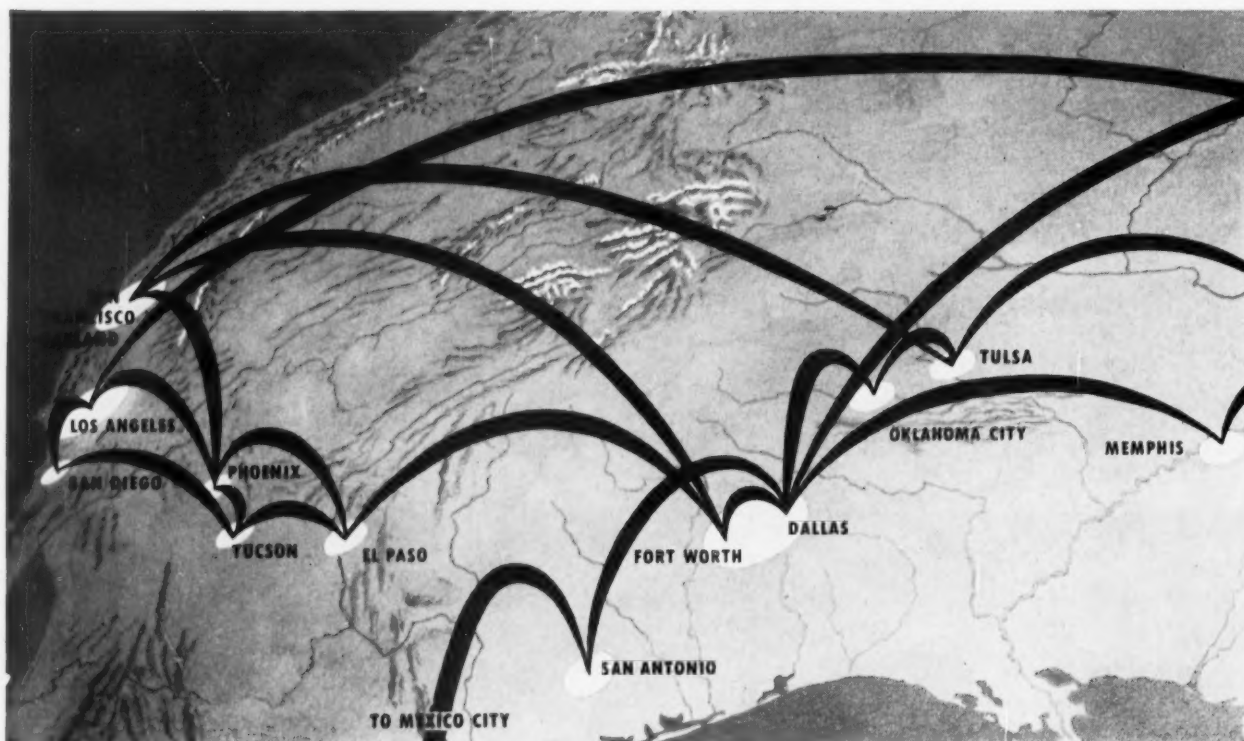 TULSA
LOS ANGELES
OKLAHOMA CITY
MEMPHIS
PHOENIX
SAN DIEGO
DALLAS
TUCSON
EL PASO
FORT WORTH
SAN ANTONIO
TO MEXICO CITY